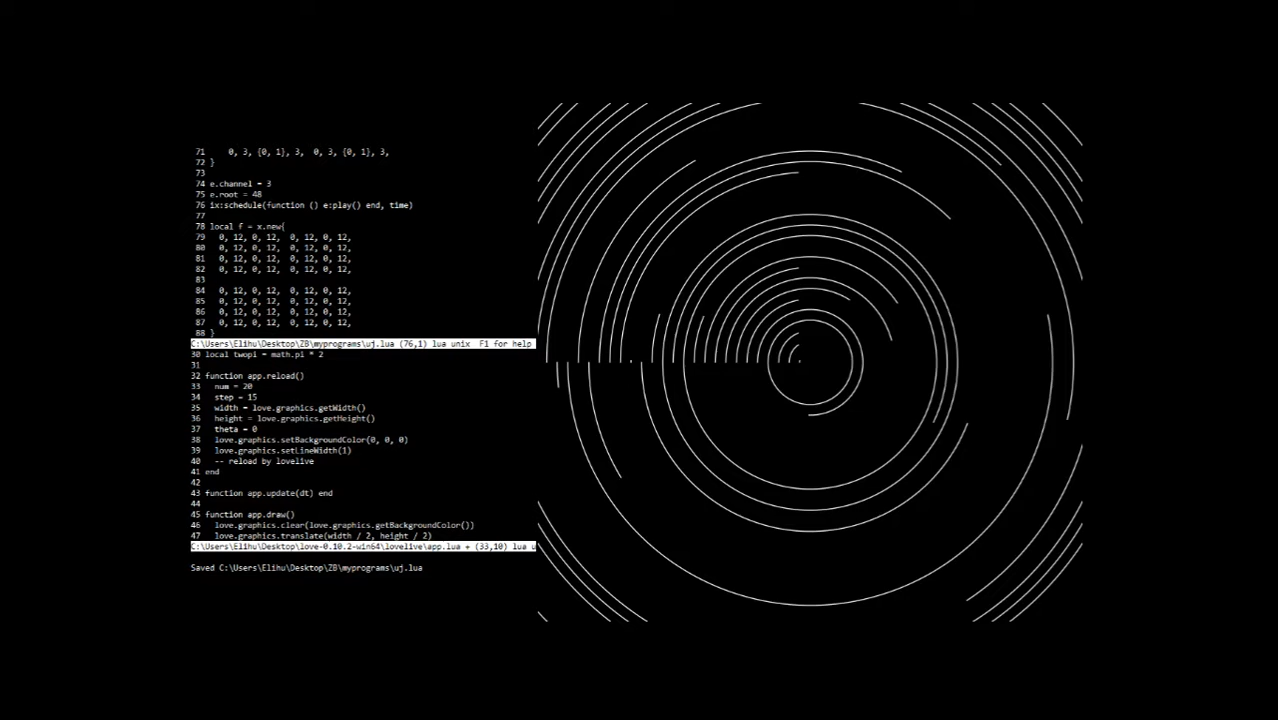 71      0, 3, {0, 1}, 3,  0, 3, {0, 1}, 3,
72 }
73
74 e.channel = 3
75 e.root = 48
76 ix:schedule(function () e:play() end, time)
77
78 local f = x.new{
79   0, 12, 0, 12,  0, 12, 0, 12,
80   0, 12, 0, 12,  0, 12, 0, 12,
81   0, 12, 0, 12,  0, 12, 0, 12,
82   0, 12, 0, 12,  0, 12, 0, 12,
83
84   0, 12, 0, 12,  0, 12, 0, 12,
85   0, 12, 0, 12,  0, 12, 0, 12,
86   0, 12, 0, 12,  0, 12, 0, 12,
87   0, 12, 0, 12,  0, 12, 0, 12,
88 }
C:\Users\Elihu\Desktop\ZB\myprograms\uj.lua (76,1) lua unix  F1 for help
30 local twopi = math.pi * 2
31
32 function app.reload()
33   num = 20
34   step = 15
35   width = love.graphics.getWidth()
36   height = love.graphics.getHeight()
37   theta = 0
38   love.graphics.setBackgroundColor(0, 0, 0)
39   love.graphics.setLineWidth(1)
40   -- reload by lovelive
41 end
42
43 function app.update(dt) end
44
45 function app.draw()
46   love.graphics.clear(love.graphics.getBackgroundColor())
47   love.graphics.translate(width / 2, height / 2)
C:\Users\Elihu\Desktop\love-0.10.2-win64\lovelive\app.lua + (33,10) lua u
Saved C:\Users\Elihu\Desktop\ZB\myprograms\uj.lua